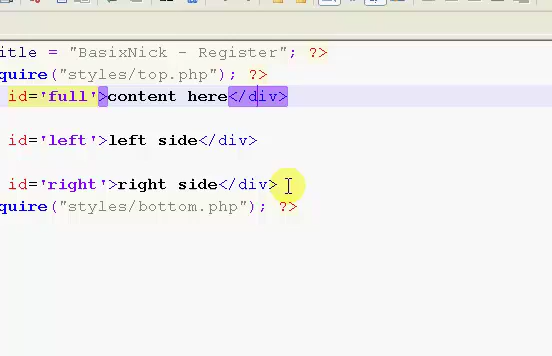 itle = "BasixNick - Register"; ?>
quire("styles/top.php"); ?>
id='full'>content here</div>
id='left'>left side</div>
id='right'>right side</div>
quire("styles/bottom.php"); ?>